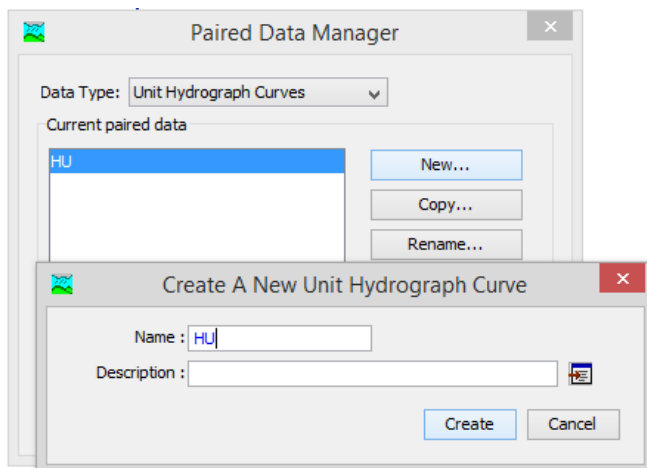 Paired Data Manager
Data Type: Unit Hydrograph Curves
Current paired data
HU
New...
Copy...
Rename...
Create A New Unit Hydrograph Curve
Name : HU
Description :
Create Cancel